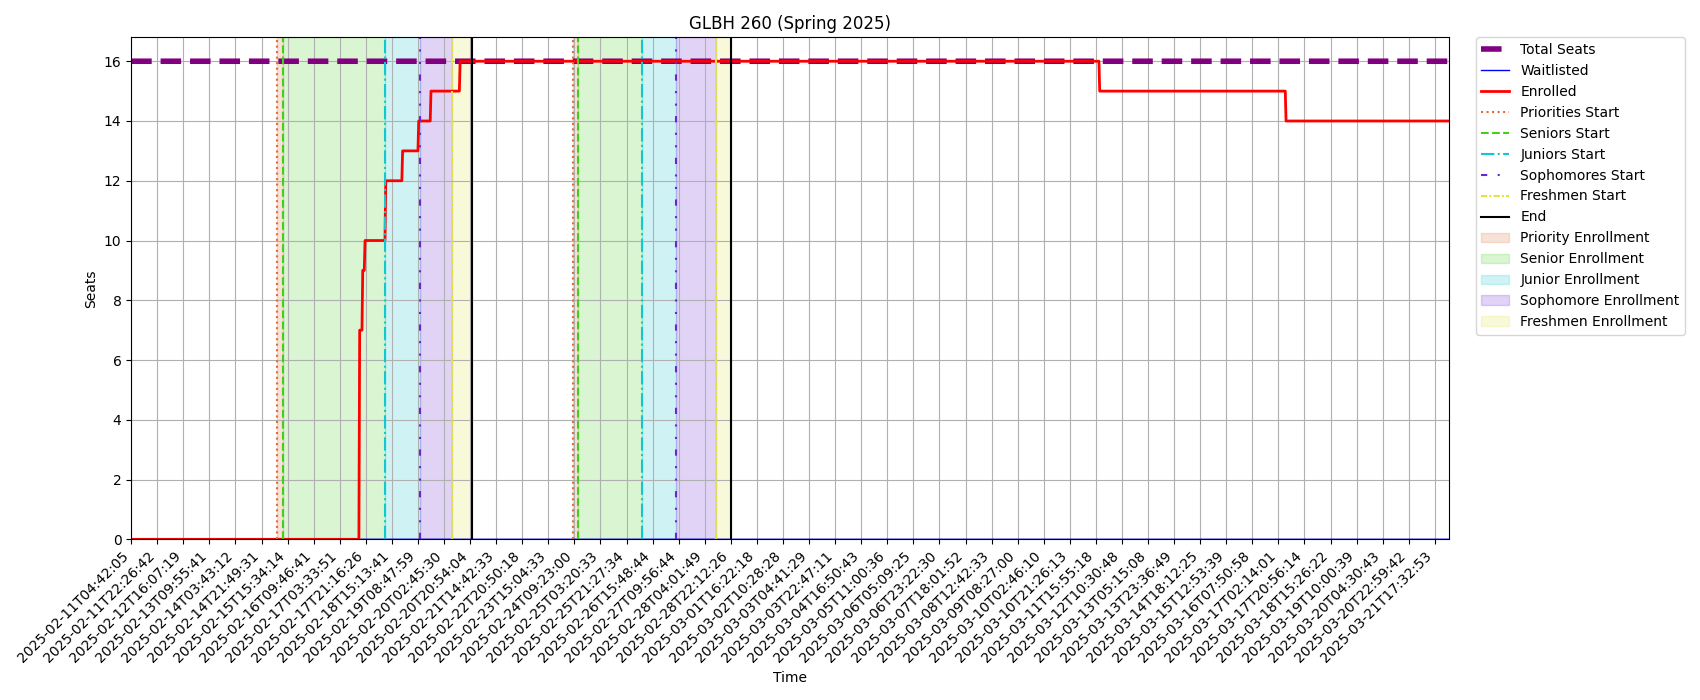 GLBH 260 (Spring 2025)
Seats
16
14
12
10
8
6
4
2
0
2025-02-11T04:42:05
2025-02-11T22:26:42
2025-02-12T16:07:19
2025-02-13T09:55:41
2025-02-14T03:43:12
2025-02-14T21:49:31
2025-02-15T15:34:14
2025-02-16T09:46:41
2025-02-17T03:33:51
2025-02-17T21:16:26
2025-02-18T15:13:41
2025-02-19T08:47:59
2025-02-20T02:45:30
2025-02-20T20:54:04
2025-02-21T14:42:33
2025-02-22T20:50:18
2025-02-23T15:04:33
2025-02-24T09:23:00
2025-02-25T03:20:33
2025-02-25T21:27:34
2025-02-26T15:48:44
2025-02-27T09:56:44
2025-02-28T04:01:49
2025-02-28T22:12:26
2025-03-01T16:22:18
2025-03-02T10:28:28
2025-03-03T04:41:29
2025-03-03T22:47:11
2025-03-04T16:50:43
2025-03-05T11:00:36
2025-03-06T05:09:25
2025-03-06T23:22:30
2025-03-07T18:01:52
2025-03-08T12:42:33
2025-03-09T08:27:00
2025-03-10T02:46:10
2025-03-10T21:26:13
2025-03-11T15:55:18
2025-03-12T10:30:48
2025-03-13T05:15:08
2025-03-13T23:36:49
2025-03-14T18:12:25
2025-03-15T12:53:39
2025-03-16T07:50:58
2025-03-17T02:14:01
2025-03-17T20:56:14
2025-03-18T15:26:22
2025-03-19T10:00:39
2025-03-20T04:30:43
2025-03-20T22:59:42
2025-03-21T17:32:53
Time
Total Seats
Waitlisted
Enrolled
Priorities Start
Seniors Start
Juniors Start
Sophomores Start
Freshmen Start
End
Priority Enrollment
Senior Enrollment
Junior Enrollment
Sophomore Enrollment
Freshmen Enrollment